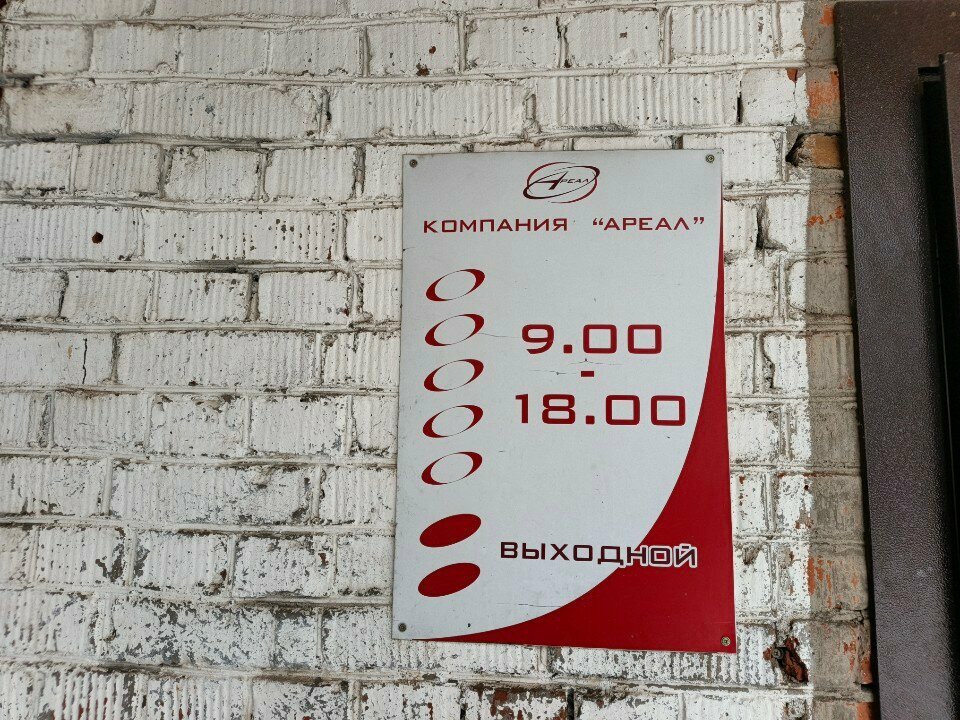 Ареал
КОМПАНИЯ “АРЕАЛ”
9.00
-
18.00
ВЫХОДНОЙ